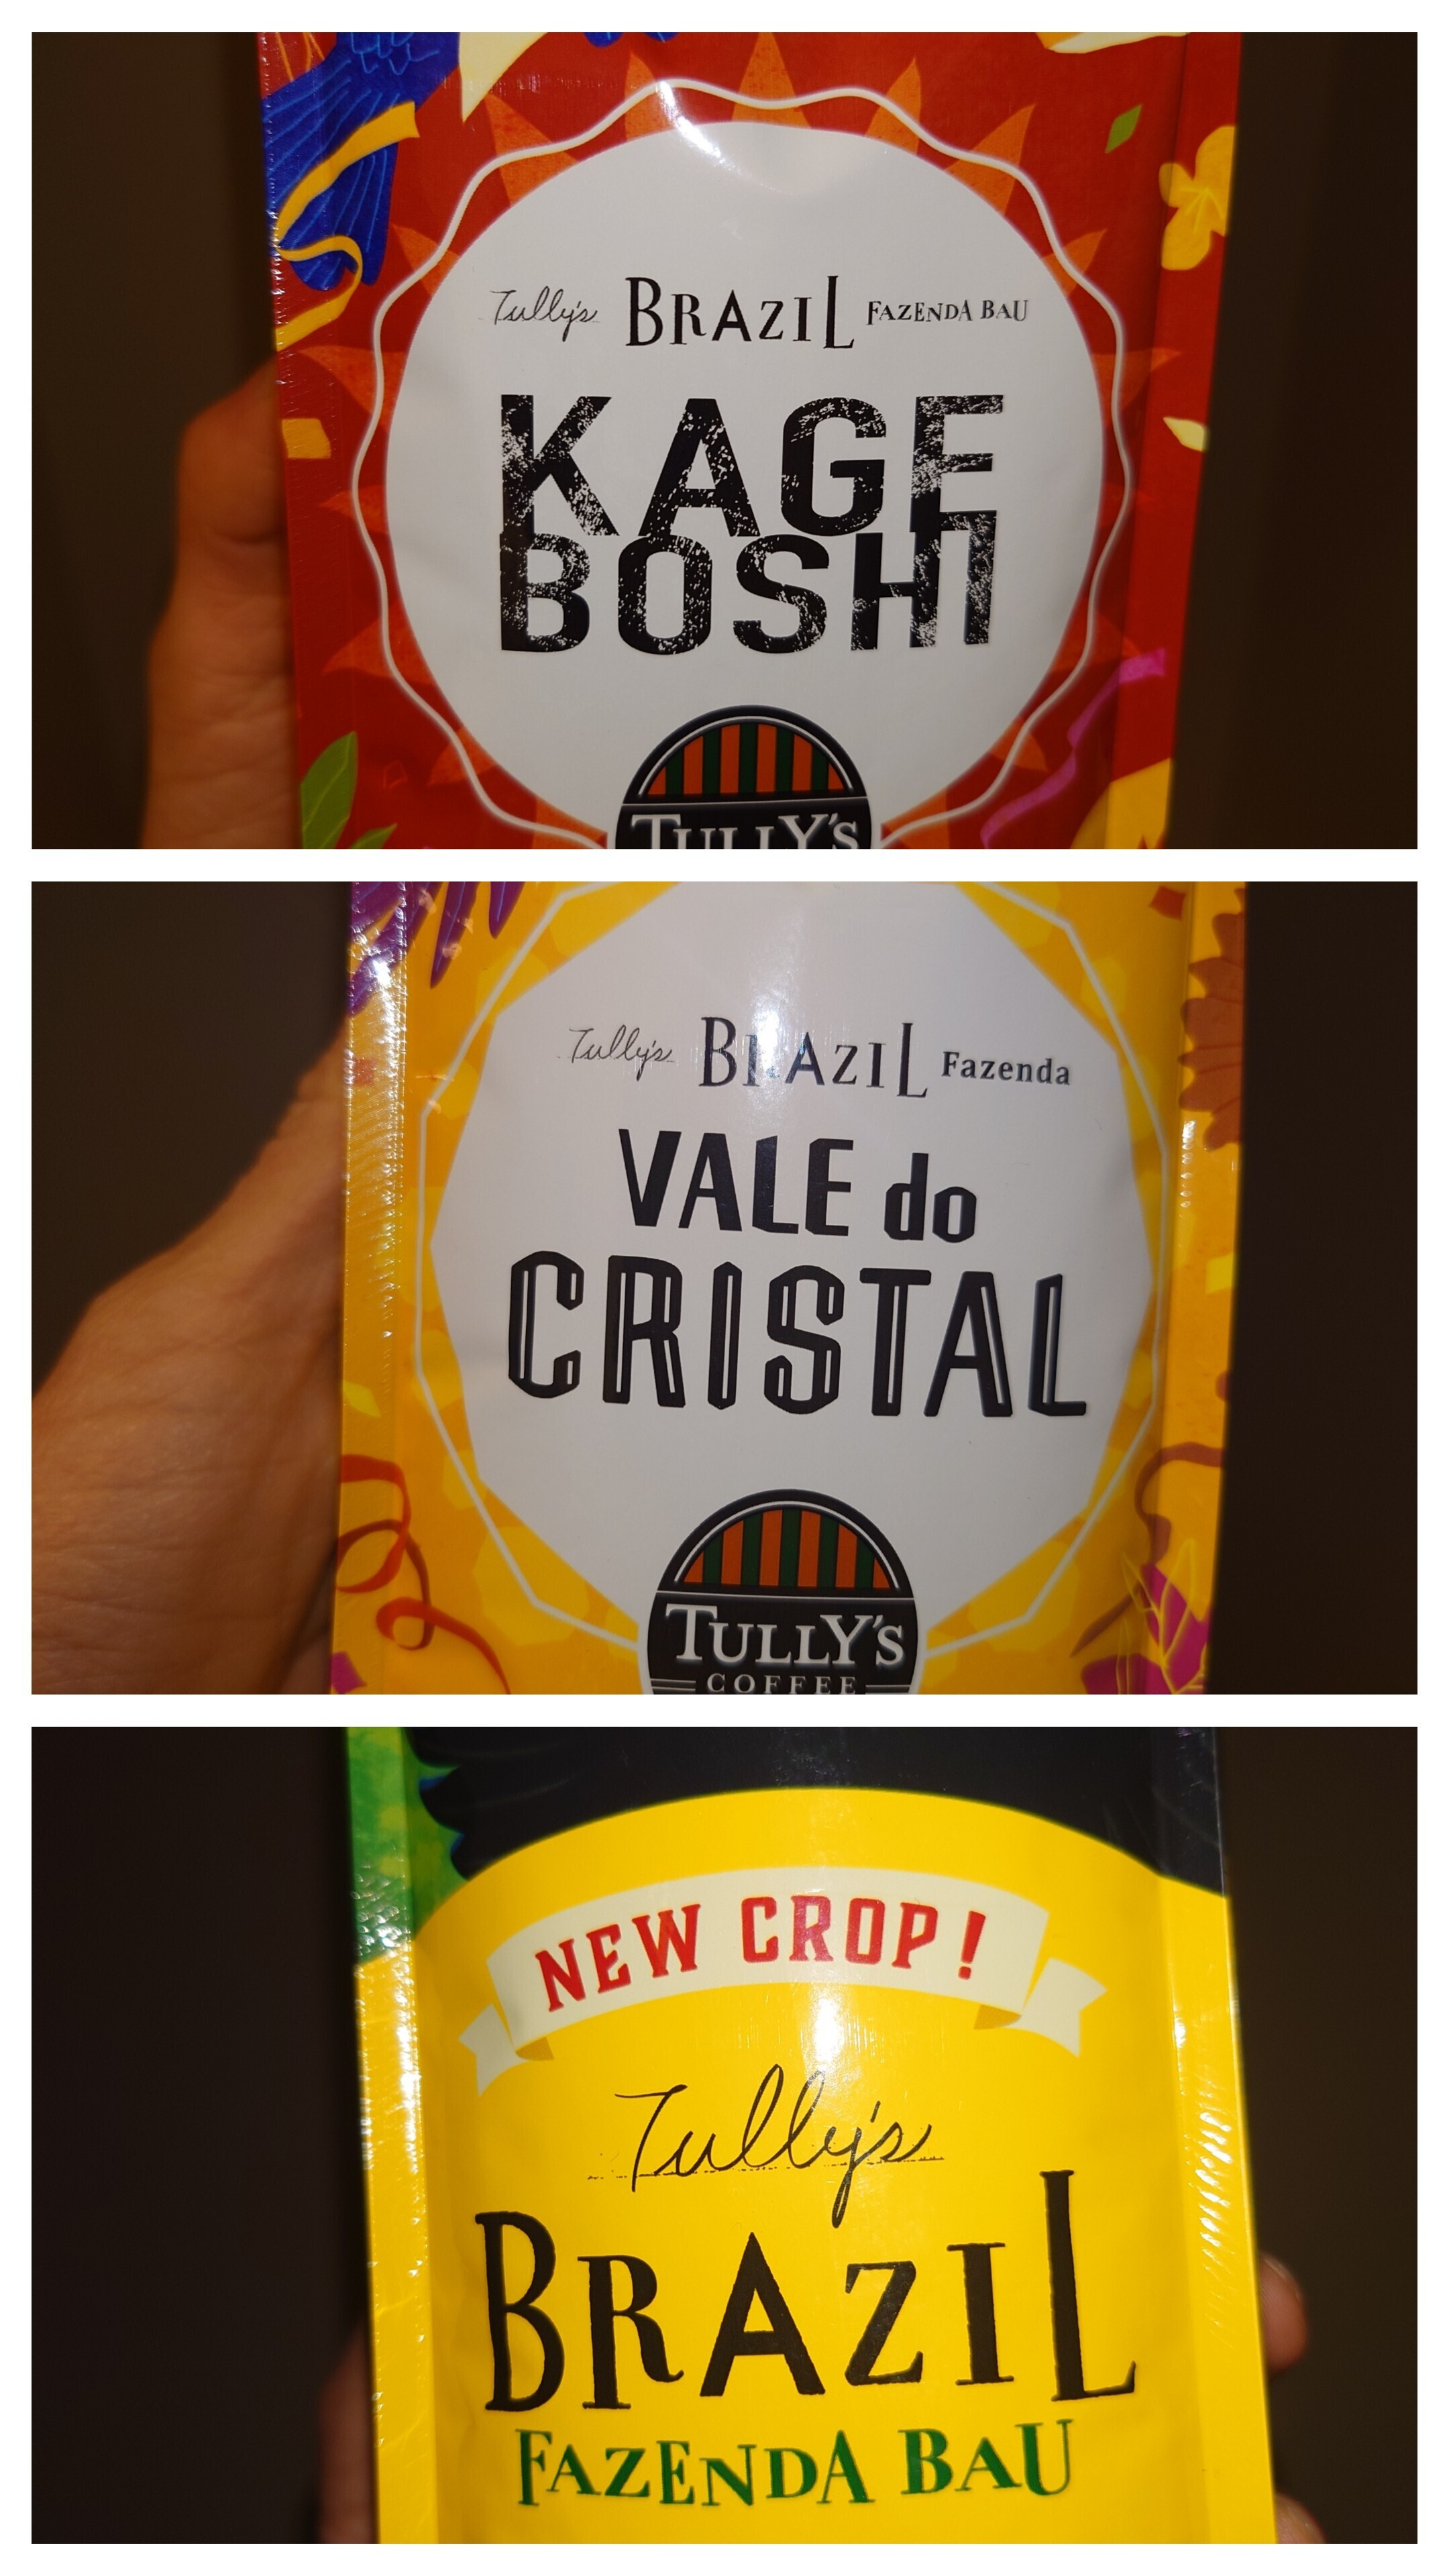 Tully's BRAZIL FAZENDA BAU
KAGE
BOSHI
TULLY'S
Tully's BRAZIL Fazenda
VALE do
CRISTAL
TULLY'S
COFFEE
NEW CROP!
Tully's
BRAZIL
FAZENDA BAU